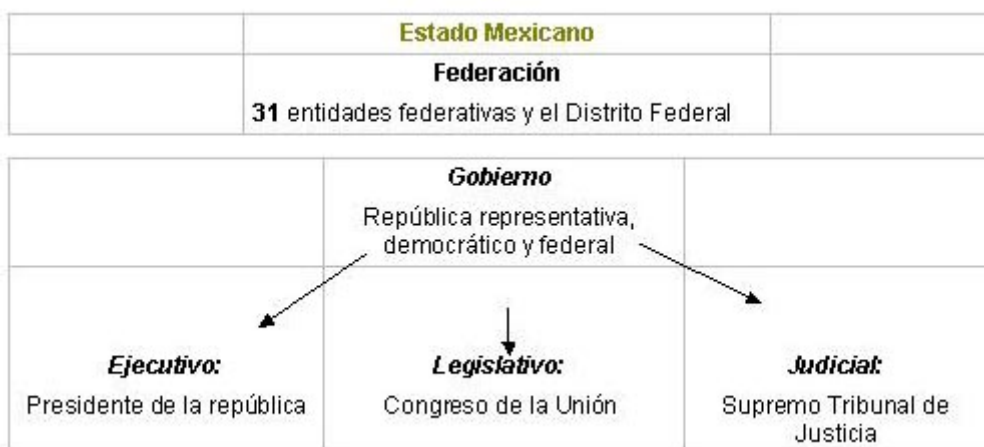 Estado Mexicano
Federación
31 entidades federativas y el Distrito Federal
Gobierno
República representativa,
democrático y federal
Ejecutivo:
Presidente de la república
Legislativo:
Congreso de la Unión
Judicial:
Supremo Tribunal de
Justicia